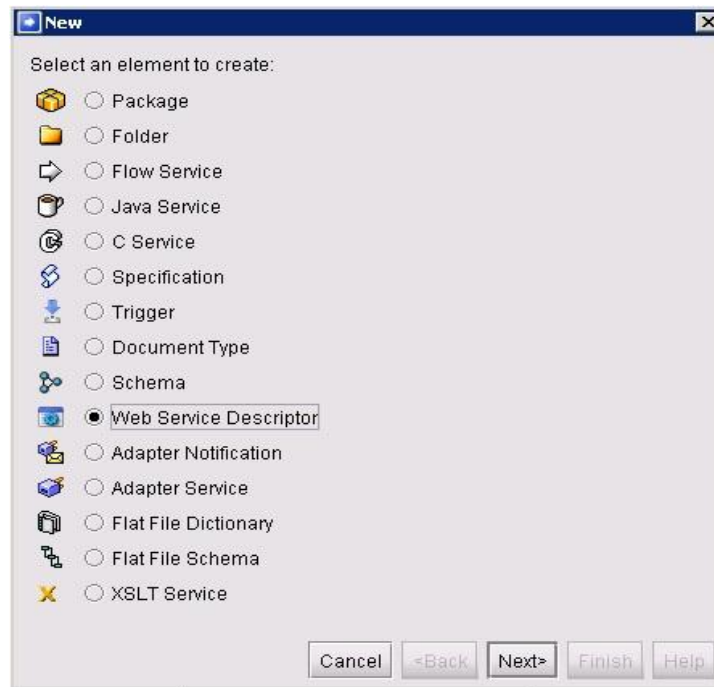 New
Select an element to create:
Package
Folder
Flow Service
Java Service
C Service
Specification
Trigger
Document Type
Schema
Web Service Descriptor
Adapter Notification
Adapter Service
Flat File Dictionary
Flat File Schema
XSLT Service
Cancel <Back Next> Finish Help